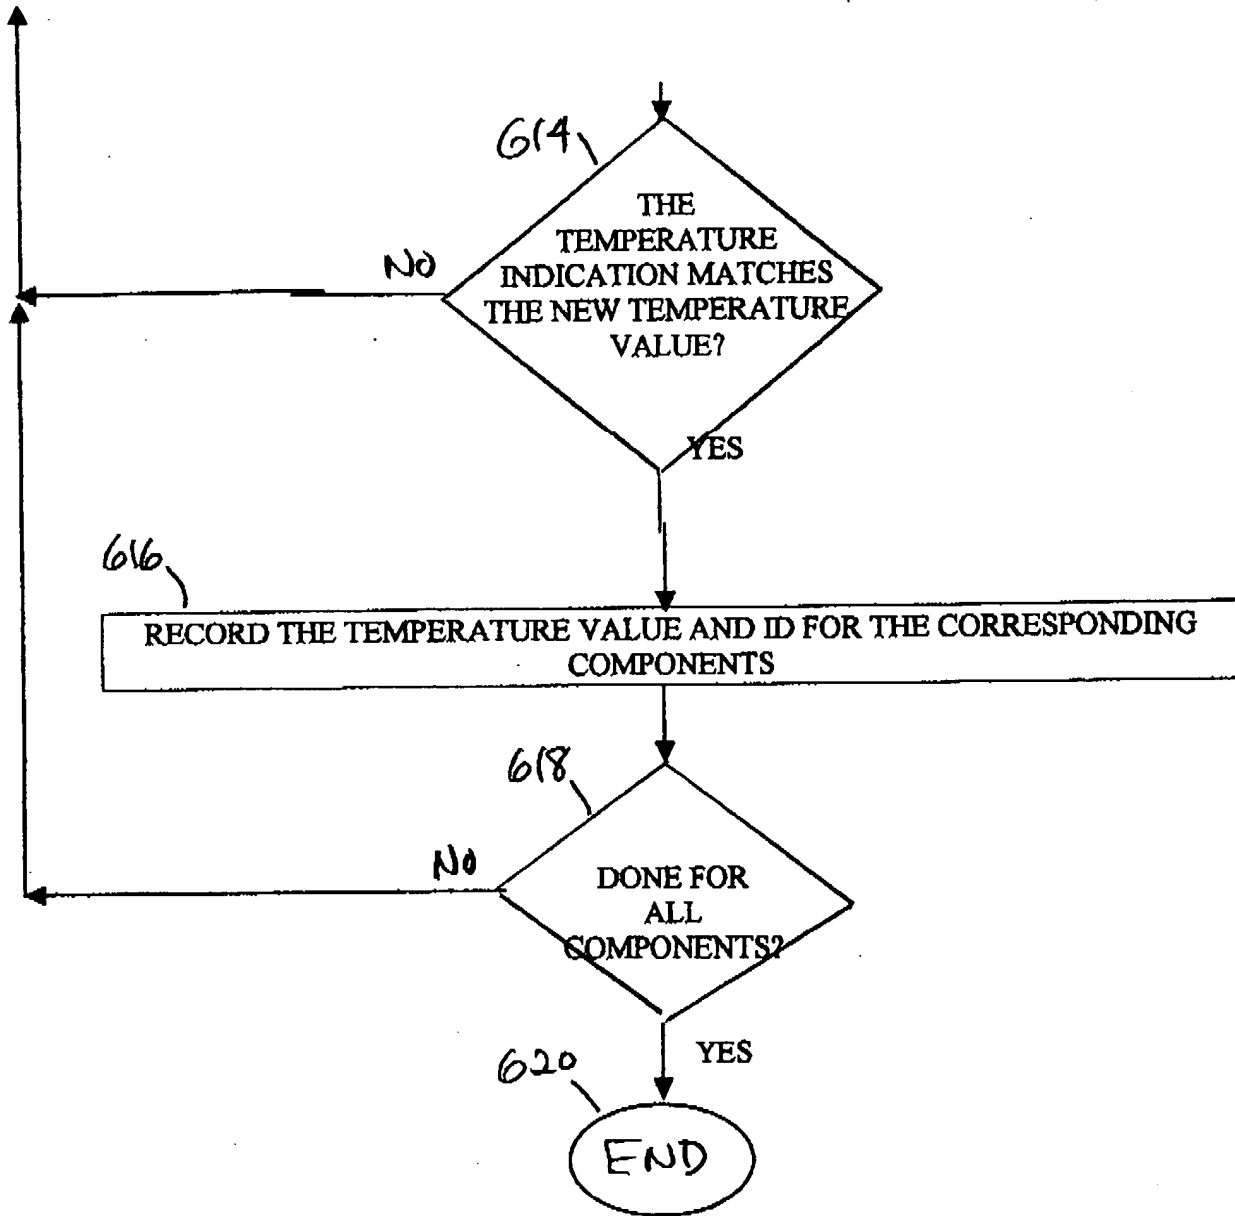 614
THE
TEMPERATURE
INDICATION MATCHES
THE NEW TEMPERATURE
VALUE?
NO
YES
616
RECORD THE TEMPERATURE VALUE AND ID FOR THE CORRESPONDING
COMPONENTS
618
NO
DONE FOR
ALL
COMPONENTS?
YES
620
END